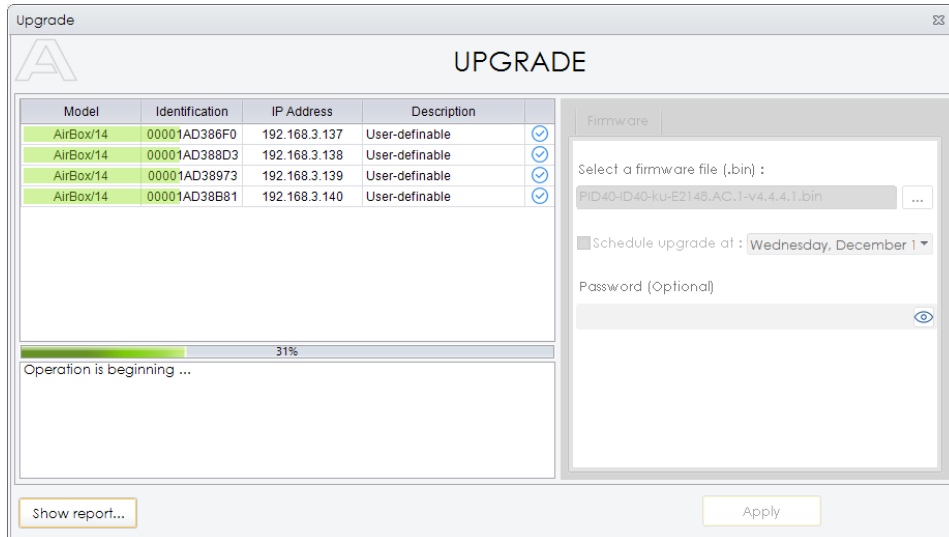 Upgrade
UPGRADE
Model Identification IP Address Description
AirBox/14 00001AD386F0 192.168.3.137 User-definable
AirBox/14 00001AD388D3 192.168.3.138 User-definable
AirBox/14 00001AD38973 192.168.3.139 User-definable
AirBox/14 00001AD38B81 192.168.3.140 User-definable
31%
Operation is beginning ...
Firmware
Select a firmware file (.bin) :
PID40-ID40-ku-E2148.AC.1-v4.4.4.1.bin ...
Schedule upgrade at : Wednesday, December 1
Password (Optional)
Show report...
Apply